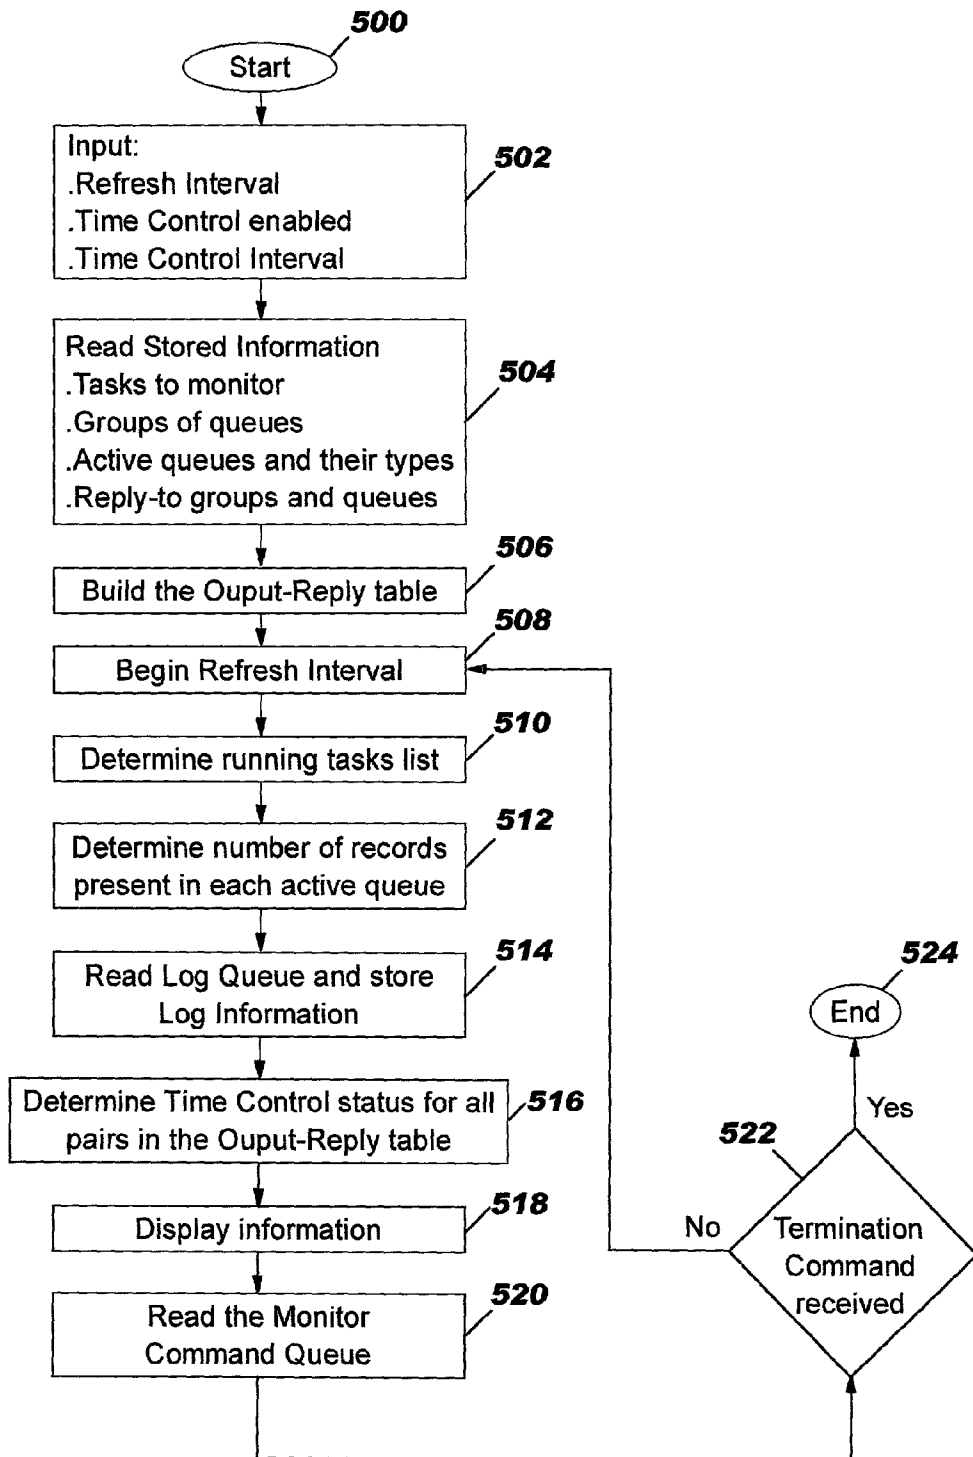 500
Start
502
Input:
.Refresh Interval
.Time Control enabled
.Time Control Interval
504
Read Stored Information
.Tasks to monitor
.Groups of queues
.Active queues and their types
.Reply-to groups and queues
506
Build the Ouput-Reply table
508
Begin Refresh Interval
510
Determine running tasks list
512
Determine number of records
present in each active queue
514
Read Log Queue and store
Log Information
516
Determine Time Control status for all
pairs in the Ouput-Reply table
518
Display information
520
Read the Monitor
Command Queue
522
Termination
Command
received
No
Yes
524
End